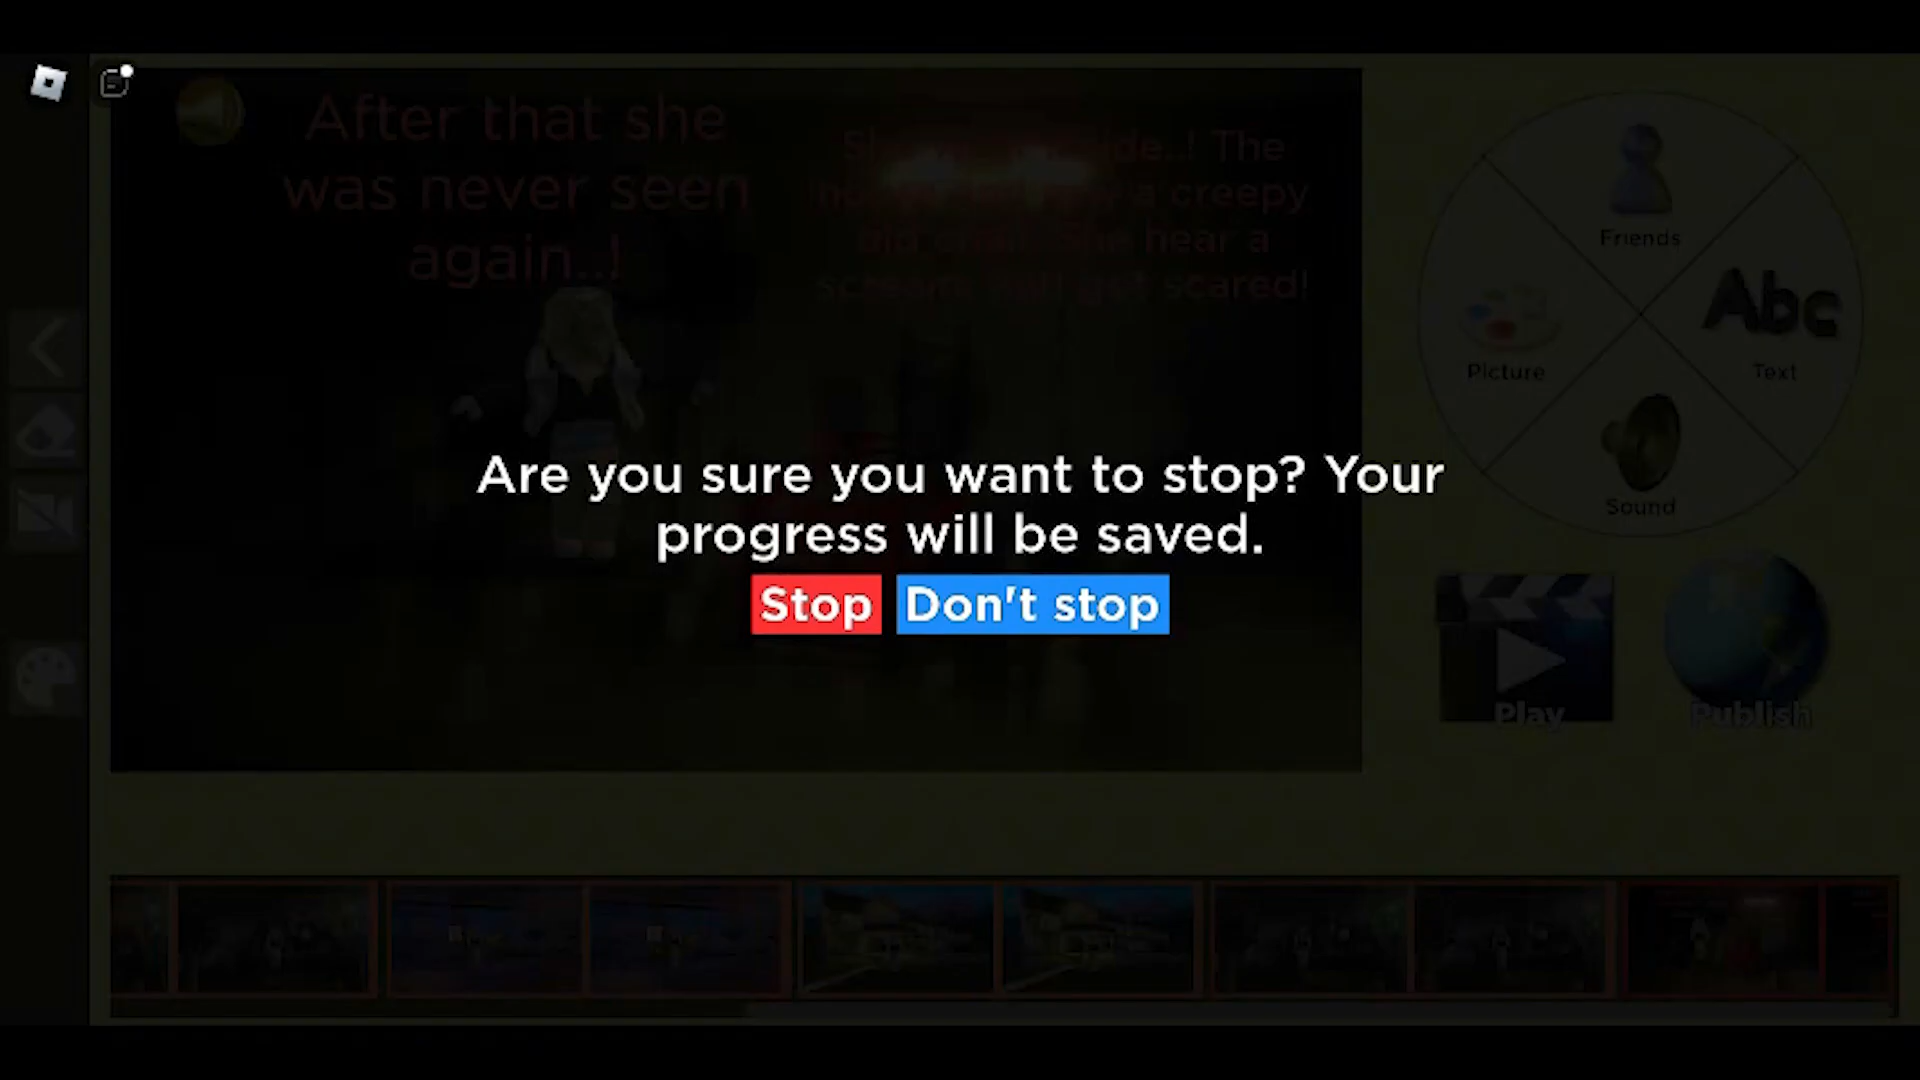 After that she
was never seen
again..!
The
a creepy
hear a
get scared!
Friends
Abc
Picture
Text
Sound
Are you sure you want to stop? Your
progress will be saved.
Stop Don't stop
Play
Publish